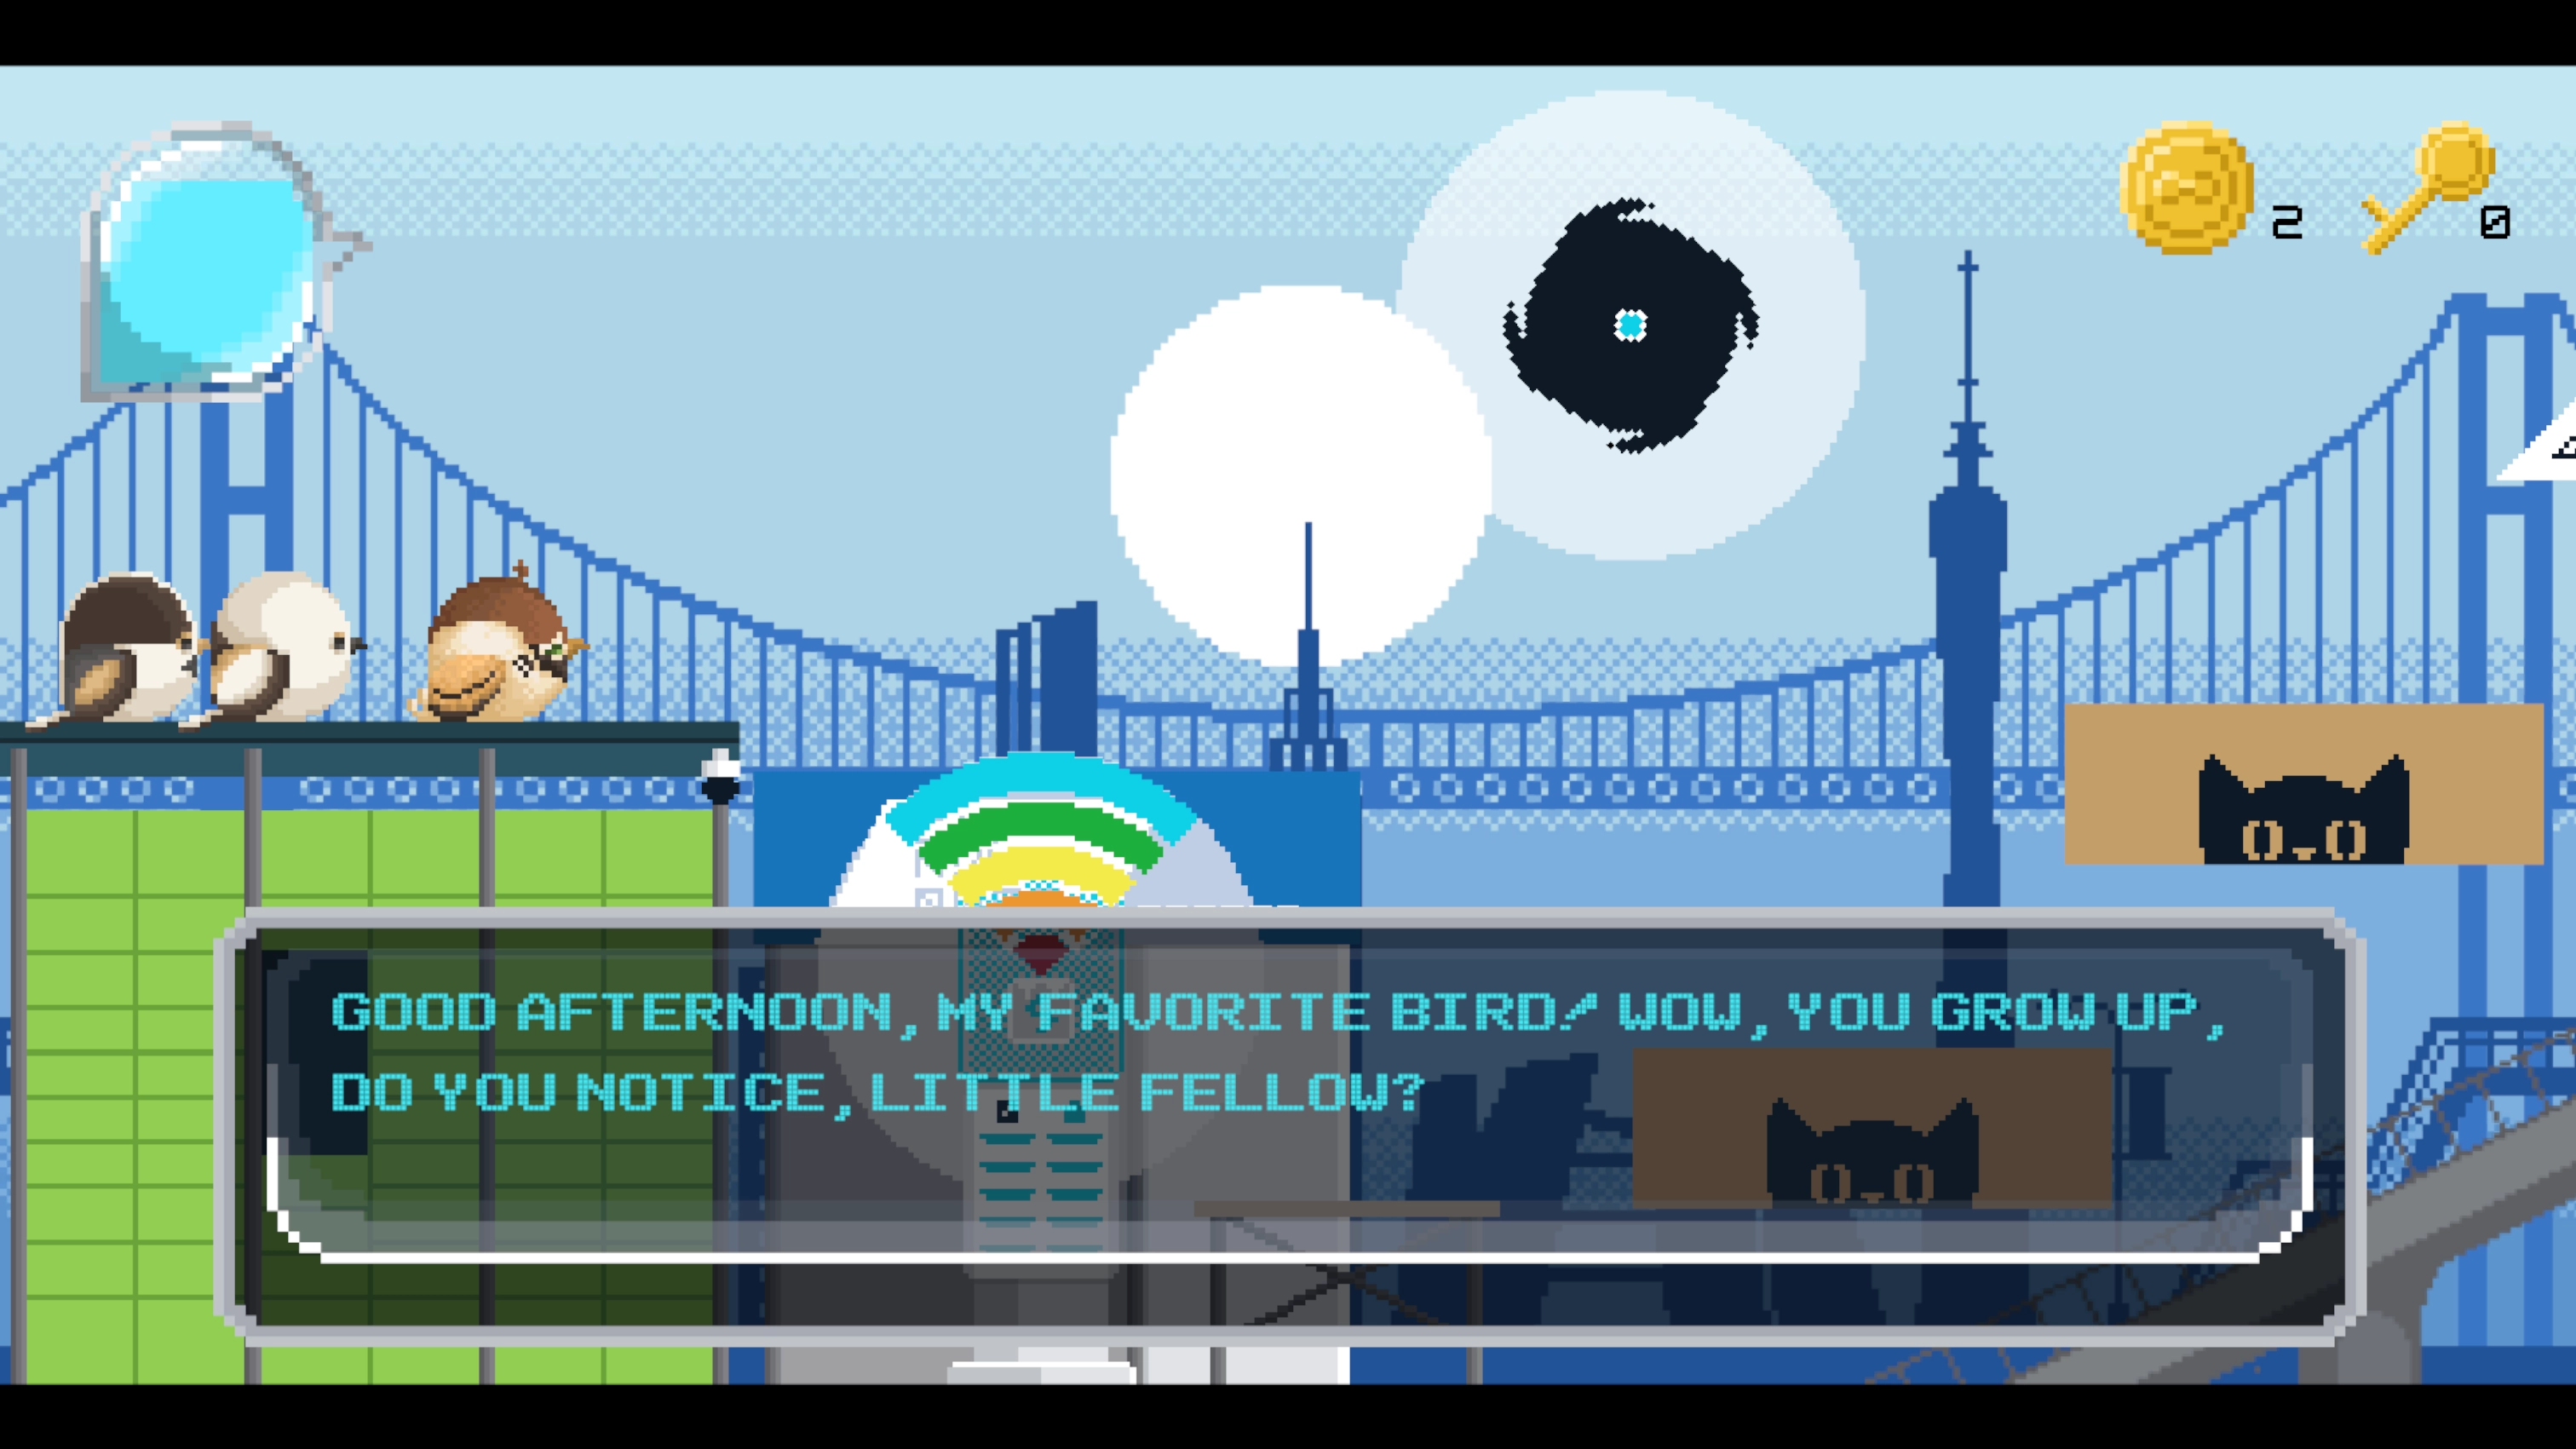 2 0
GOOD AFTERNOON, MY FAVORITE BIRD/ WOW, YOU GROW UP,
DO YOU NOTICE, LITTLE FELLOW?